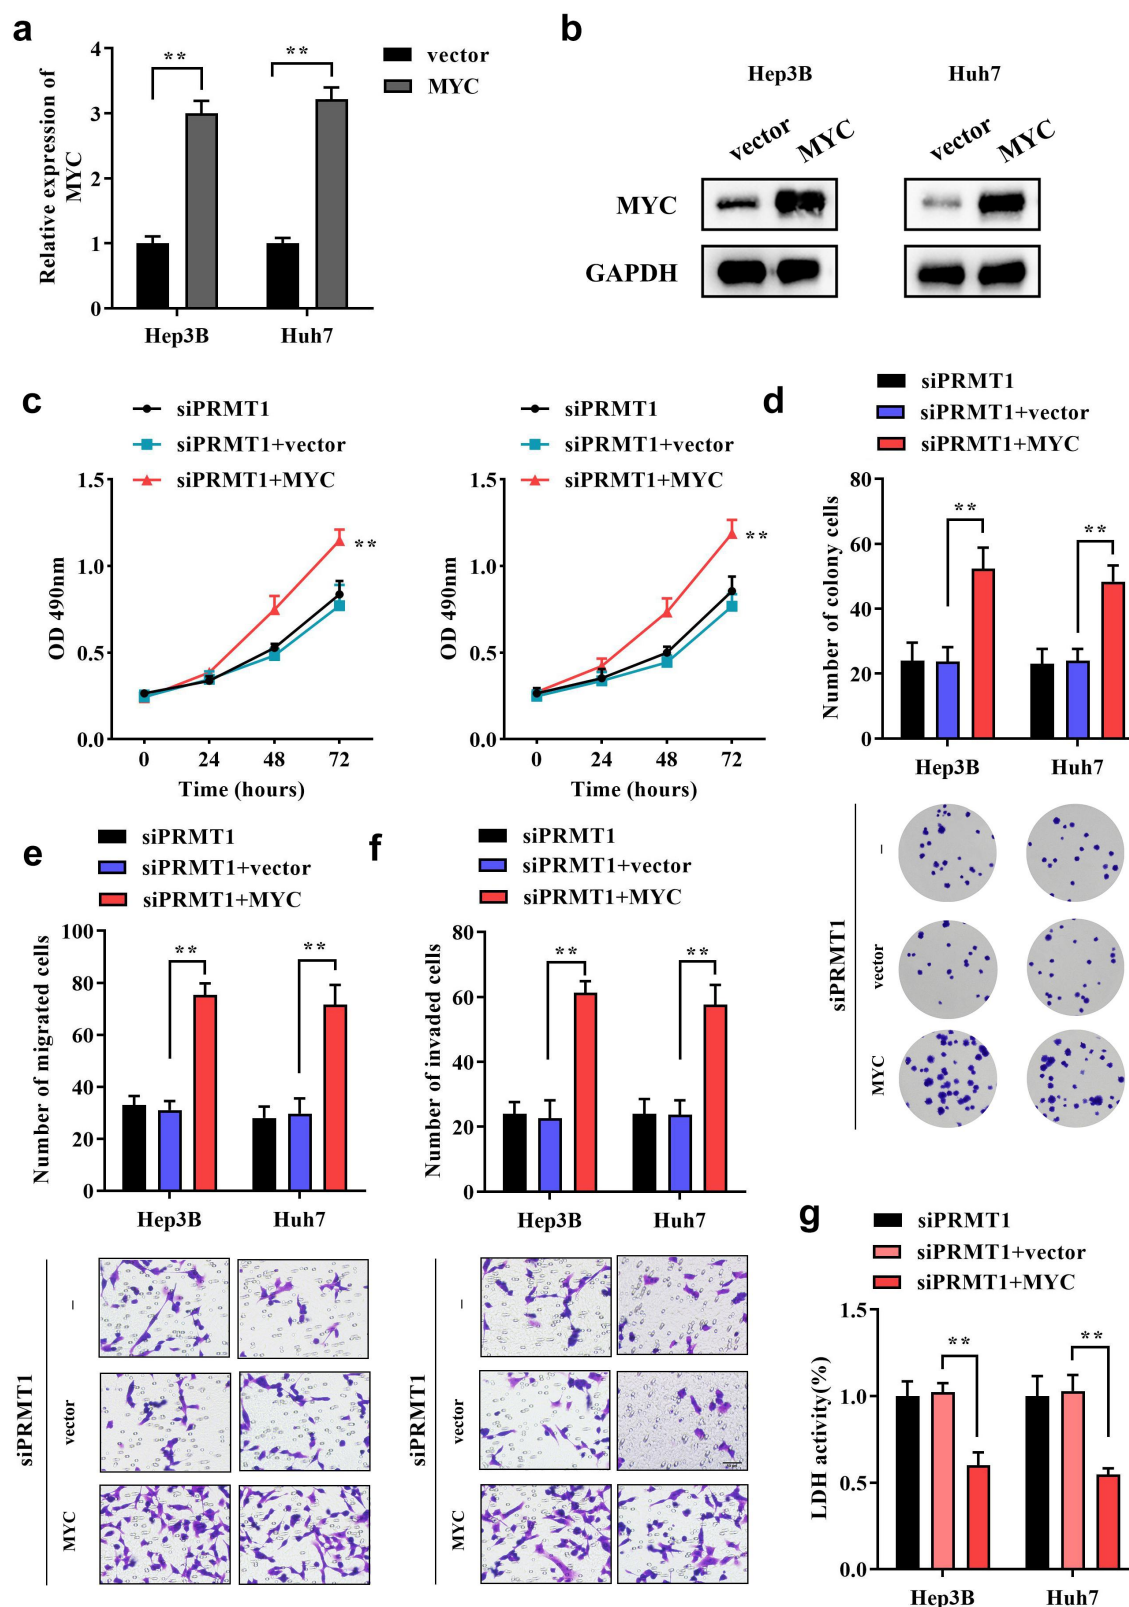 a
4
3
2
1
0
Relative expression of
MYC
**
**
vector
MYC
Hep3B
Huh7
b
Hep3B
Huh7
vector
MYC
vector
MYC
MYC
GAPDH
c
siPRMT1
siPRMT1+vector
siPRMT1+MYC
1.5
1.0
0.5
0.0
OD 490nm
**
0
24
48
72
Time (hours)
siPRMT1
siPRMT1+vector
siPRMT1+MYC
1.5
1.0
0.5
0.0
OD 490nm
**
0
24
48
72
Time (hours)
d
siPRMT1
siPRMT1+vector
siPRMT1+MYC
80
60
40
20
0
Number of colony cells
**
**
Hep3B
Huh7
siPRMT1
–
vector
MYC
e
siPRMT1
siPRMT1+vector
siPRMT1+MYC
100
80
60
40
20
0
Number of migrated cells
**
**
Hep3B
Huh7
siPRMT1
–
vector
MYC
f
siPRMT1
siPRMT1+vector
siPRMT1+MYC
80
60
40
20
0
Number of invaded cells
**
**
Hep3B
Huh7
siPRMT1
–
vector
MYC
g
siPRMT1
siPRMT1+vector
siPRMT1+MYC
1.5
1.0
0.5
0.0
LDH activity(%)
**
**
Hep3B
Huh7